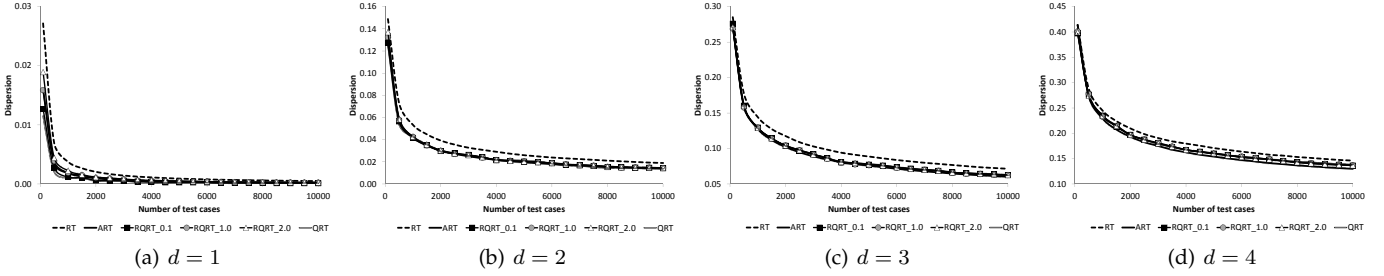 0.03
0.02
0.01
0.00
Dispersion
0 2000 4000 6000 8000 10000
Number of test cases
RT ART RQRT_0.1 RQRT_1.0 RQRT_2.0 QRT
(a) d = 1
0.16
0.14
0.12
0.10
0.08
0.06
0.04
0.02
0.00
Dispersion
0 2000 4000 6000 8000 10000
Number of test cases
RT ART RQRT_0.1 RQRT_1.0 RQRT_2.0 QRT
(b) d = 2
0.30
0.25
0.20
0.15
0.10
0.05
Dispersion
0 2000 4000 6000 8000 10000
Number of test cases
RT ART RQRT_0.1 RQRT_1.0 RQRT_2.0 QRT
(c) d = 3
0.45
0.40
0.35
0.30
0.25
0.20
0.15
0.10
Dispersion
0 2000 4000 6000 8000 10000
Number of test cases
RT ART RQRT_0.1 RQRT_1.0 RQRT_2.0 QRT
(d) d = 4